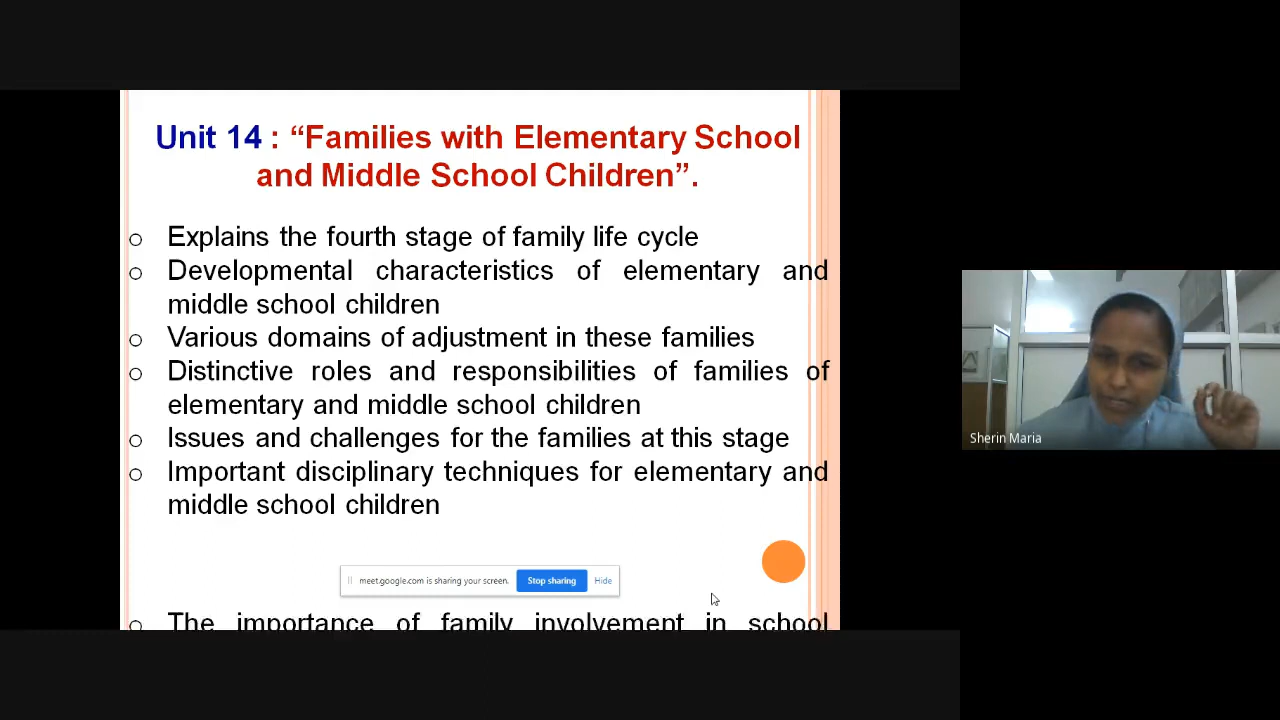 Unit 14 : “Families with Elementary School
and Middle School Children”.
o Explains the fourth stage of family life cycle
o Developmental characteristics of elementary and
middle school children
o Various domains of adjustment in these families
o Distinctive roles and responsibilities of families of
elementary and middle school children
o Issues and challenges for the families at this stage
o Important disciplinary techniques for elementary and
middle school children
meet.google.com is sharing your screen. Stop sharing Hide
o The importance of family involvement in school
Sherin Maria